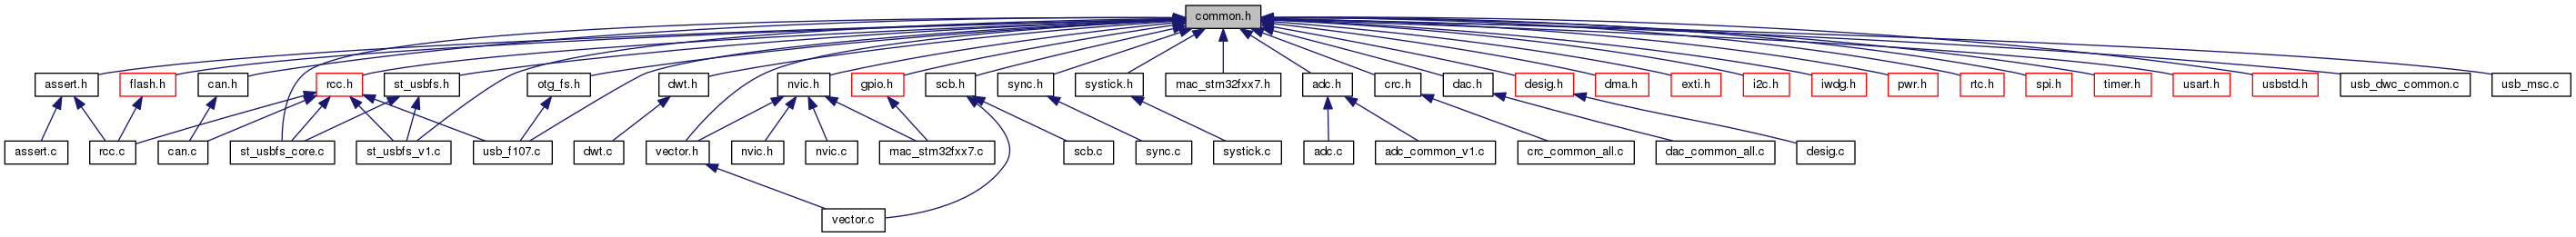 common.h
assert.h
flash.h
can.h
rcc.h
st_usbfs.h
otg_fs.h
dwt.h
nvic.h
gpio.h
scb.h
sync.h
systick.h
mac_stm32fxx7.h
adc.h
crc.h
dac.h
desig.h
dma.h
exti.h
i2c.h
iwdg.h
pwr.h
rtc.h
spi.h
timer.h
usart.h
usbstd.h
usb_dwc_common.c
usb_msc.c
assert.c
rcc.c
can.c
st_usbfs_core.c
st_usbfs_v1.c
usb_f107.c
dwt.c
vector.h
nvic.h
nvic.c
mac_stm32fxx7.c
scb.c
sync.c
systick.c
adc.c
adc_common_v1.c
crc_common_all.c
dac_common_all.c
desig.c
vector.c